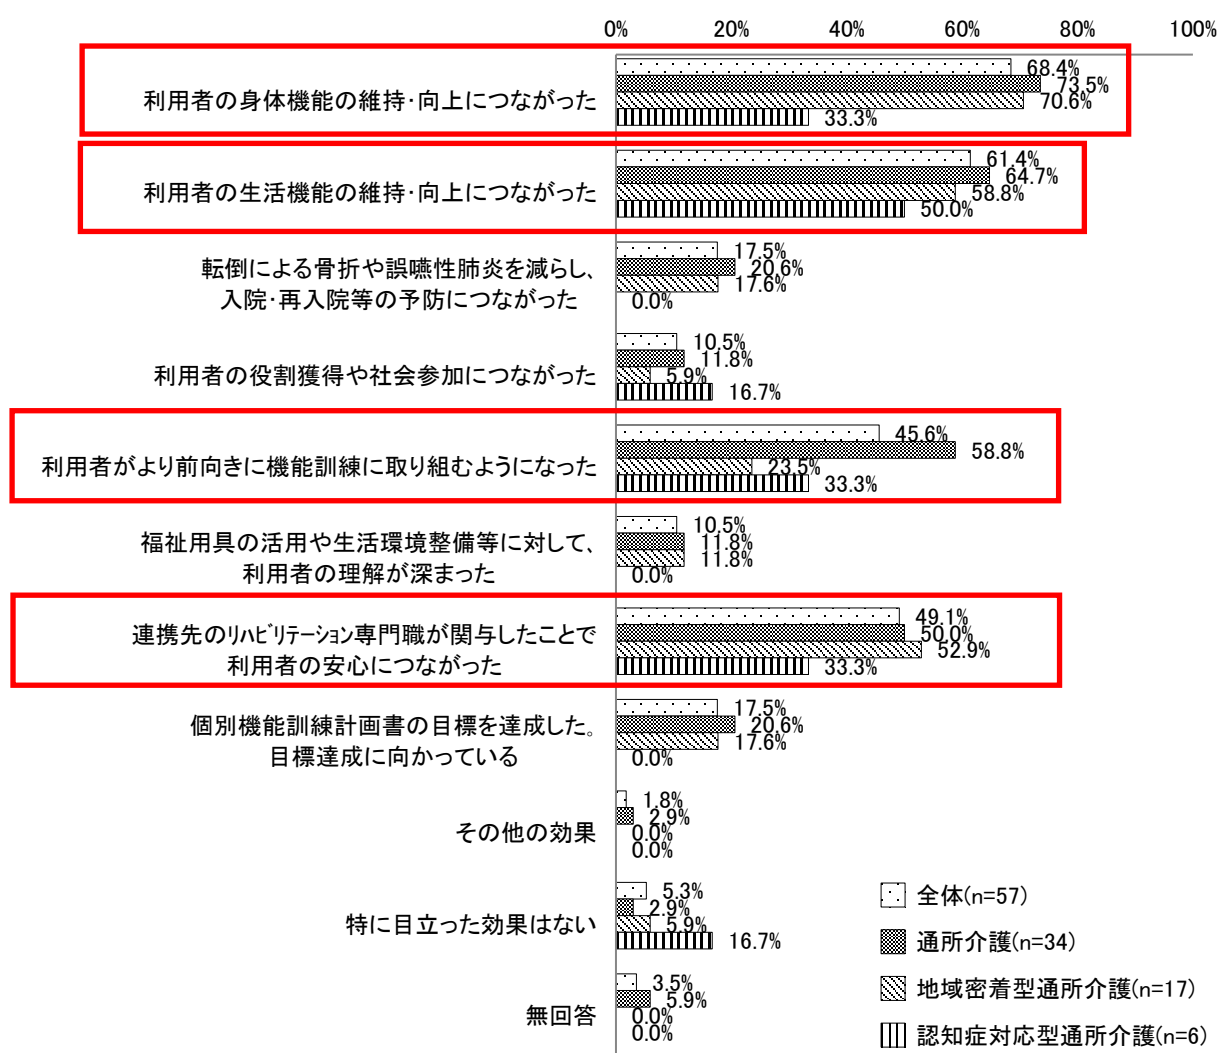 0% 20% 40% 60% 80% 100%
利用者の身体機能の維持・向上につながった
68.4%
73.5%
70.6%
33.3%
利用者の生活機能の維持・向上につながった
61.4%
64.7%
58.8%
50.0%
転倒による骨折や誤嚥性肺炎を減らし、
入院・再入院等の予防につながった
17.5%
20.6%
17.6%
0.0%
利用者の役割獲得や社会参加につながった
10.5%
11.8%
5.9%
16.7%
利用者がより前向きに機能訓練に取り組むようになった
45.6%
58.8%
23.5%
33.3%
福祉用具の活用や生活環境整備等に対して、
利用者の理解が深まった
10.5%
11.8%
11.8%
0.0%
連携先のﾘﾊﾋﾞﾘﾃｰｼｮﾝ専門職が関与したことで
利用者の安心につながった
49.1%
50.0%
52.9%
33.3%
個別機能訓練計画書の目標を達成した。
目標達成に向かっている
17.5%
20.6%
17.6%
0.0%
その他の効果
1.8%
2.9%
0.0%
0.0%
特に目立った効果はない
5.3%
2.9%
5.9%
16.7%
無回答
3.5%
5.9%
0.0%
0.0%
全体(n=57)
通所介護(n=34)
地域密着型通所介護(n=17)
認知症対応型通所介護(n=6)